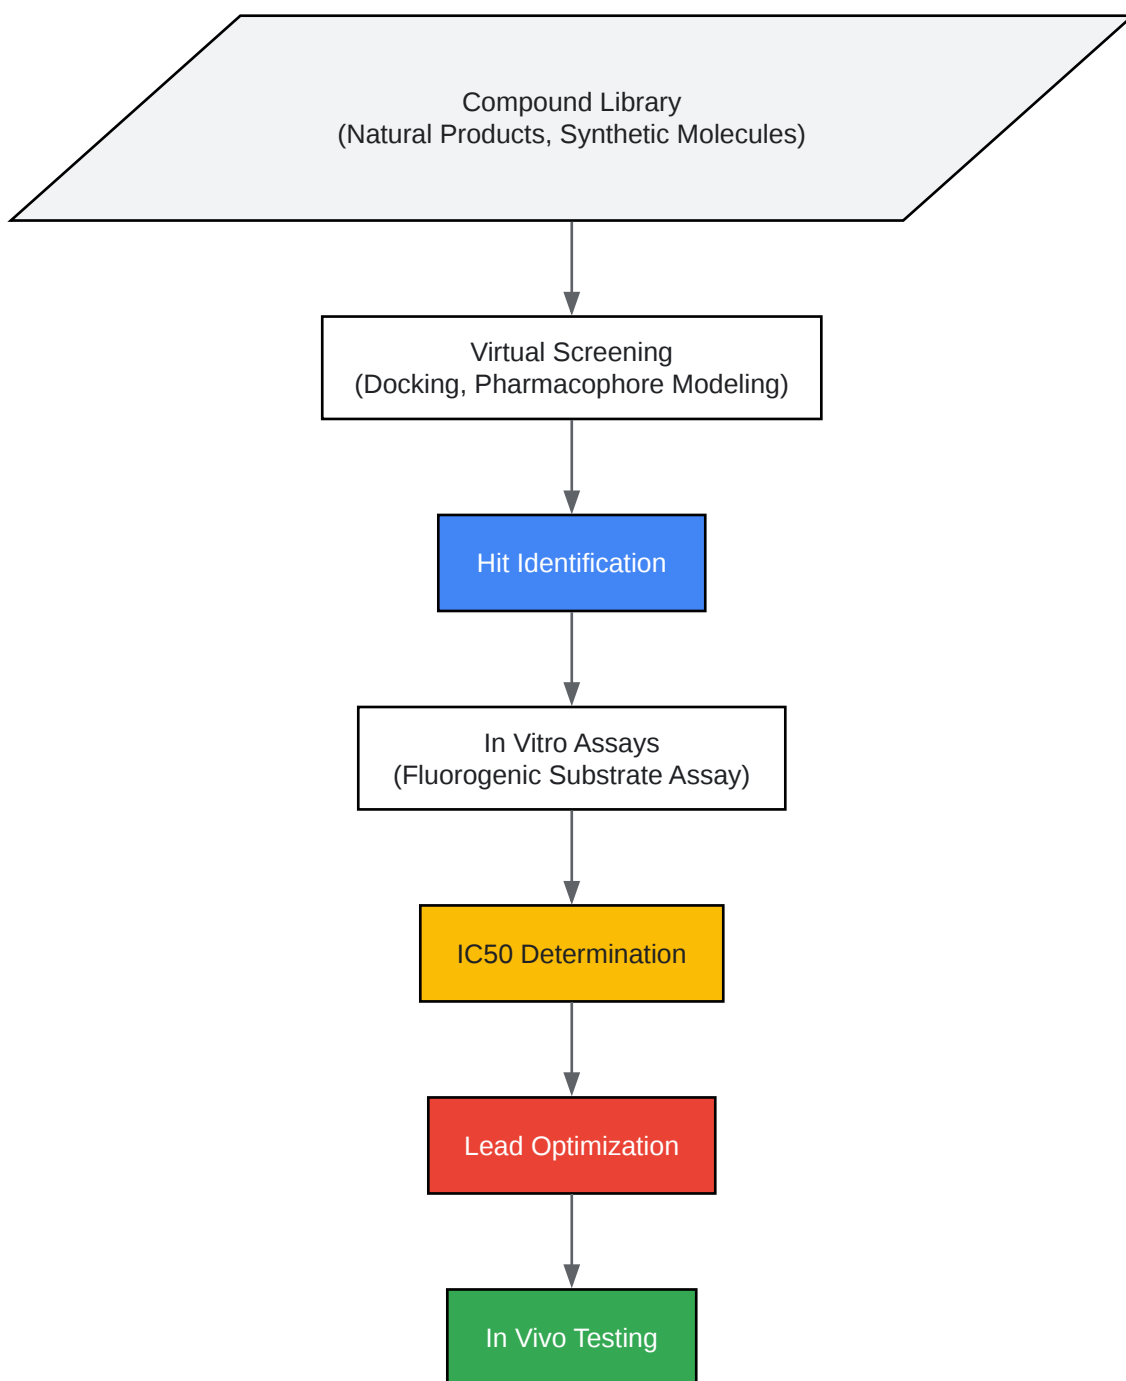 Compound Library
(Natural Products, Synthetic Molecules)
Virtual Screening
(Docking, Pharmacophore Modeling)
Hit Identification
In Vitro Assays
(Fluorogenic Substrate Assay)
IC50 Determination
Lead Optimization
In Vivo Testing